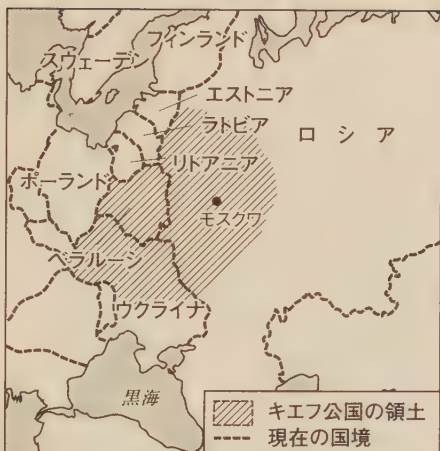 フィンランド
スウェーデン
エストニア
ラトビア
ロシア
リドアニア
ポーランド
モスクワ
ベラルーシ
ウクライナ
黒海
キエフ公国の領土
現在の国境